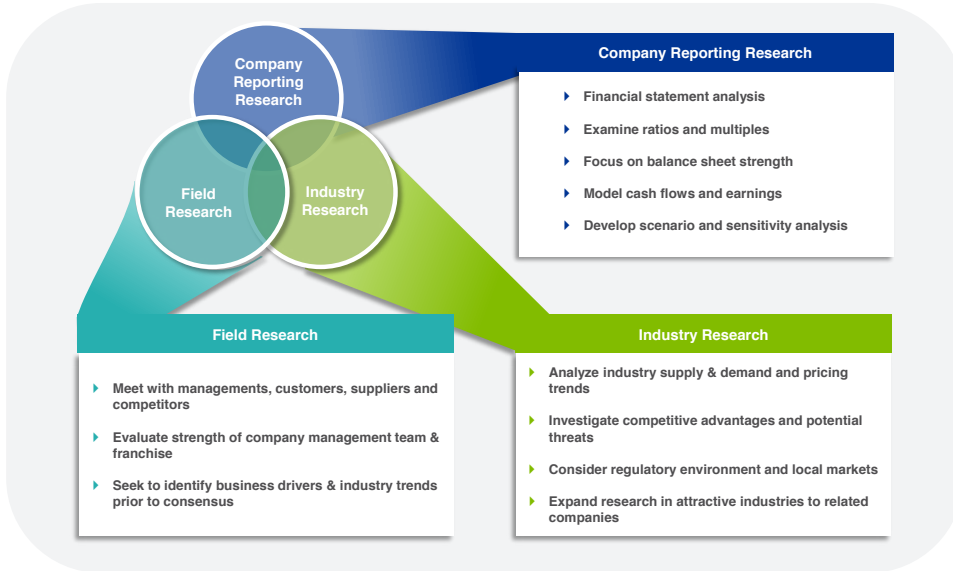 Company
Reporting
Research
Field
Research
Industry
Research
Company Reporting Research
Financial statement analysis
Examine ratios and multiples
Focus on balance sheet strength
Model cash flows and earnings
Develop scenario and sensitivity analysis
Field Research
Meet with managements, customers, suppliers and
competitors
Evaluate strength of company management team &
franchise
Seek to identify business drivers & industry trends
prior to consensus
Industry Research
Analyze industry supply & demand and pricing
trends
Investigate competitive advantages and potential
threats
Consider regulatory environment and local markets
Expand research in attractive industries to related
companies